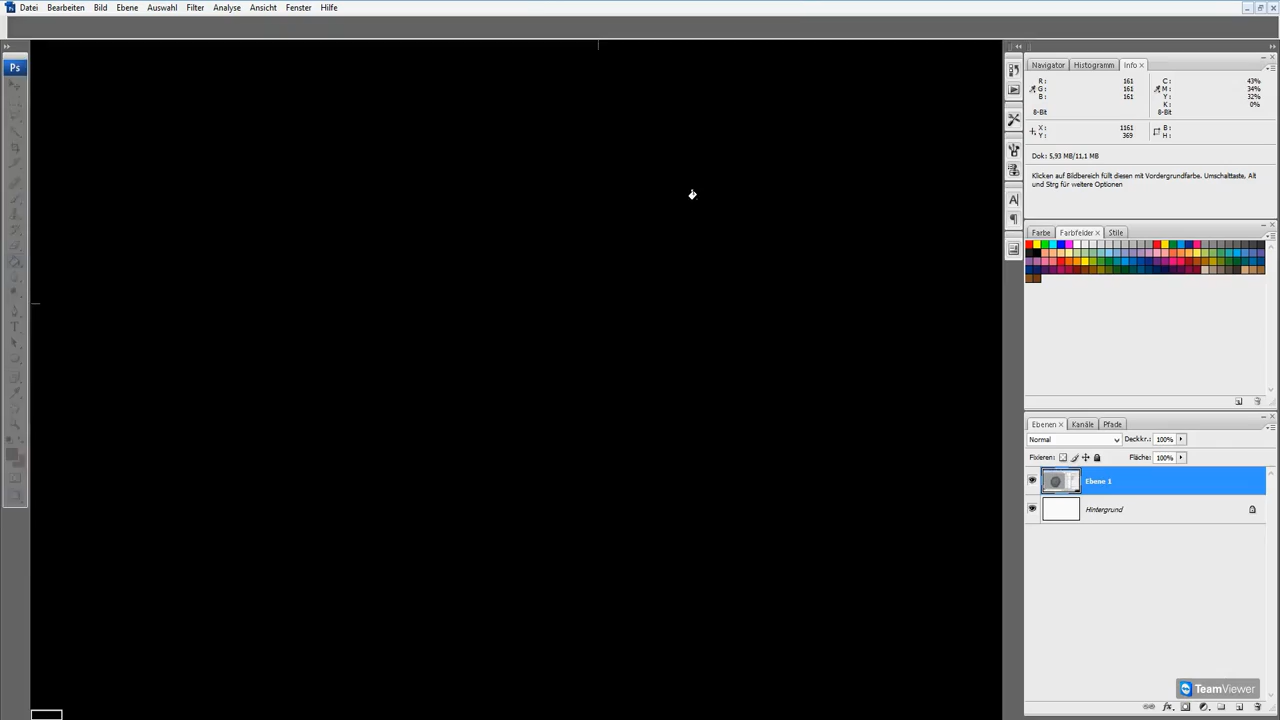 Datei Bearbeiten Bild Ebene Auswahl Filter Analyse Ansicht Fenster Hilfe
Ps
Navigator Histogramm Info
R: 161 C: 43%
G: 161 M: 34%
B: 161 Y: 32%
K: 0%
8-Bit 8-Bit
X: 1161 B:
Y: 369 H:
Dok: 5,93 MB/11,1 MB
Klicken auf Bildbereich füllt diesen mit Vordergrundfarbe. Umschalttaste, Alt
und Strg für weitere Optionen
Farbe Farbfelder Stile
Ebenen Kanäle Pfade
Normal Deckkr.: 100%
Fixieren: Fläche: 100%
Ebene 1
Hintergrund
TeamViewer
fx